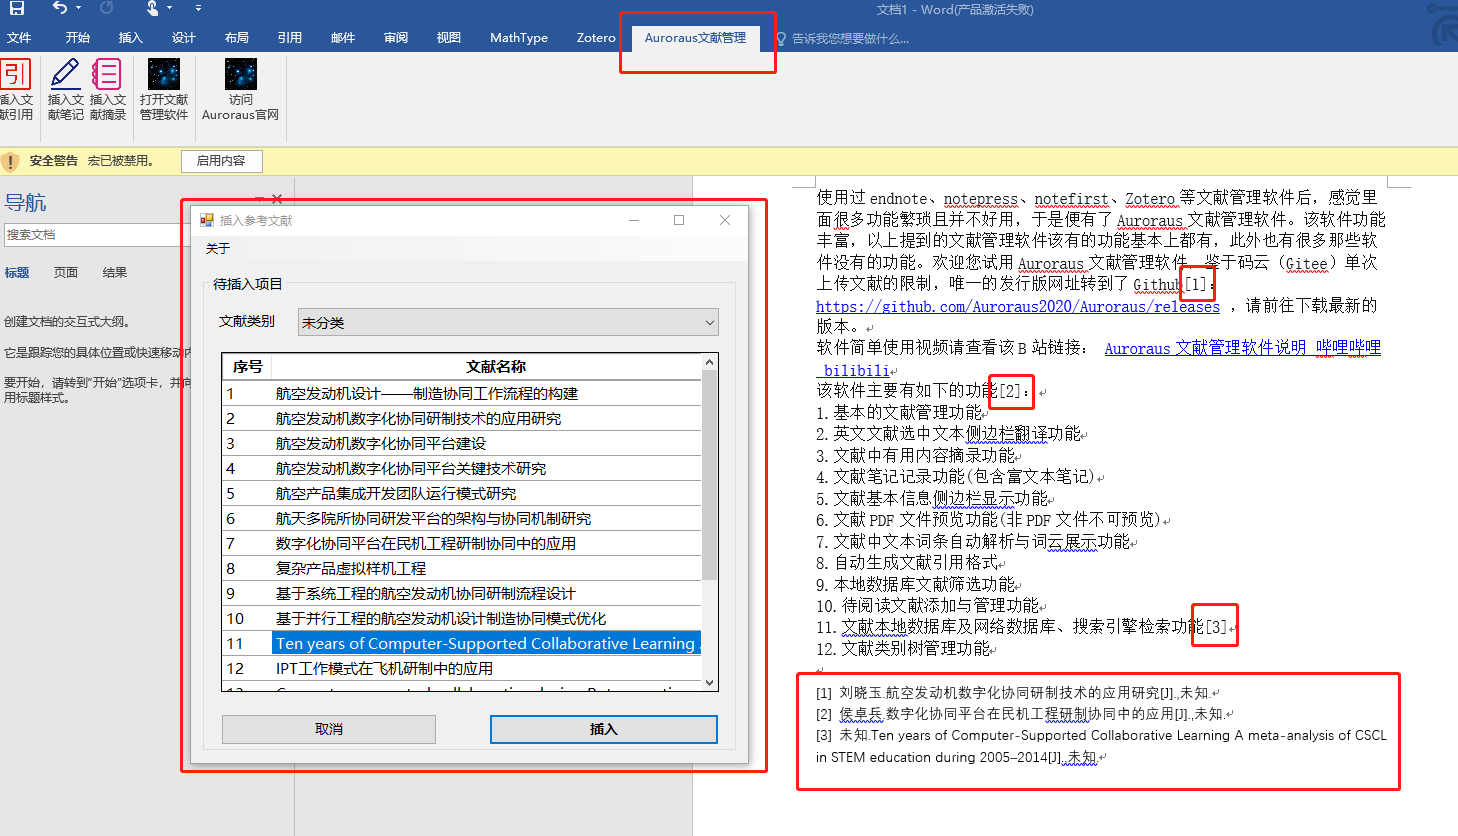 文档1 - Word(产品激活失败)
文件 开始 插入 设计 布局 引用 邮件 审阅 视图 MathType Zotero Auroraus文献管理 告诉我您想要做什么...
引
插入文献引用
插入文献笔记
插入文献摘录
打开文献管理软件
访问
Auroraus官网
安全警告 宏已被禁用。 启用内容
导航
搜索文档
标题 页面 结果
创建文档的交互式大纲。
它是跟踪您的具体位置或快速移动内
要开始，请转到“开始”选项卡，并向
用标题样式。
插入参考文献
关于
待插入项目
文献类别 未分类
序号 文献名称
1 航空发动机设计——制造协同工作流程的构建
2 航空发动机数字化协同研制技术的应用研究
3 航空发动机数字化协同平台建设
4 航空发动机数字化协同平台关键技术研究
5 航空产品集成开发团队运行模式研究
6 航天多院所协同研发平台的架构与协同机制研究
7 数字化协同平台在民机工程研制协同中的应用
8 复杂产品虚拟样机工程
9 基于系统工程的航空发动机协同研制流程设计
10 基于并行工程的航空发动机设计制造协同模式优化
11 Ten years of Computer-Supported Collaborative Learning
12 IPT工作模式在飞机研制中的应用
取消 插入
使用过 endnote、notepress、notefirst、Zotero 等文献管理软件后，感觉里
面很多功能繁琐且并不好用，于是便有了 Auroraus 文献管理软件。该软件功能
丰富，以上提到的文献管理软件该有的功能基本上都有，此外也有很多那些软
件没有的功能。欢迎您试用 Auroraus 文献管理软件，鉴于码云（Gitee）单次
上传文献的限制，唯一的发行版网址转到了 Github[1]:
https://github.com/Auroraus2020/Auroraus/releases ，请前往下载最新的
版本。
软件简单使用视频请查看该 B 站链接： Auroraus 文献管理软件说明_哔哩哔哩
_bilibili
该软件主要有如下的功能[2]:
1. 基本的文献管理功能
2. 英文文献选中文本侧边栏翻译功能
3. 文献中有用内容摘录功能
4. 文献笔记记录功能(包含富文本笔记)
5. 文献基本信息侧边栏显示功能
6. 文献 PDF 文件预览功能(非 PDF 文件不可预览)
7. 文献中文本词条自动解析与词云展示功能
8. 自动生成文献引用格式
9. 本地数据库文献筛选功能
10. 待阅读文献添加与管理功能
11. 文献本地数据库及网络数据库、搜索引擎检索功能[3]
12. 文献类别树管理功能
[1] 刘晓玉.航空发动机数字化协同研制技术的应用研究[J].,未知.
[2] 侯卓兵.数字化协同平台在民机工程研制协同中的应用[J].,未知.
[3] 未知.Ten years of Computer-Supported Collaborative Learning A meta-analysis of CSCL
in STEM education during 2005–2014[J].,未知.